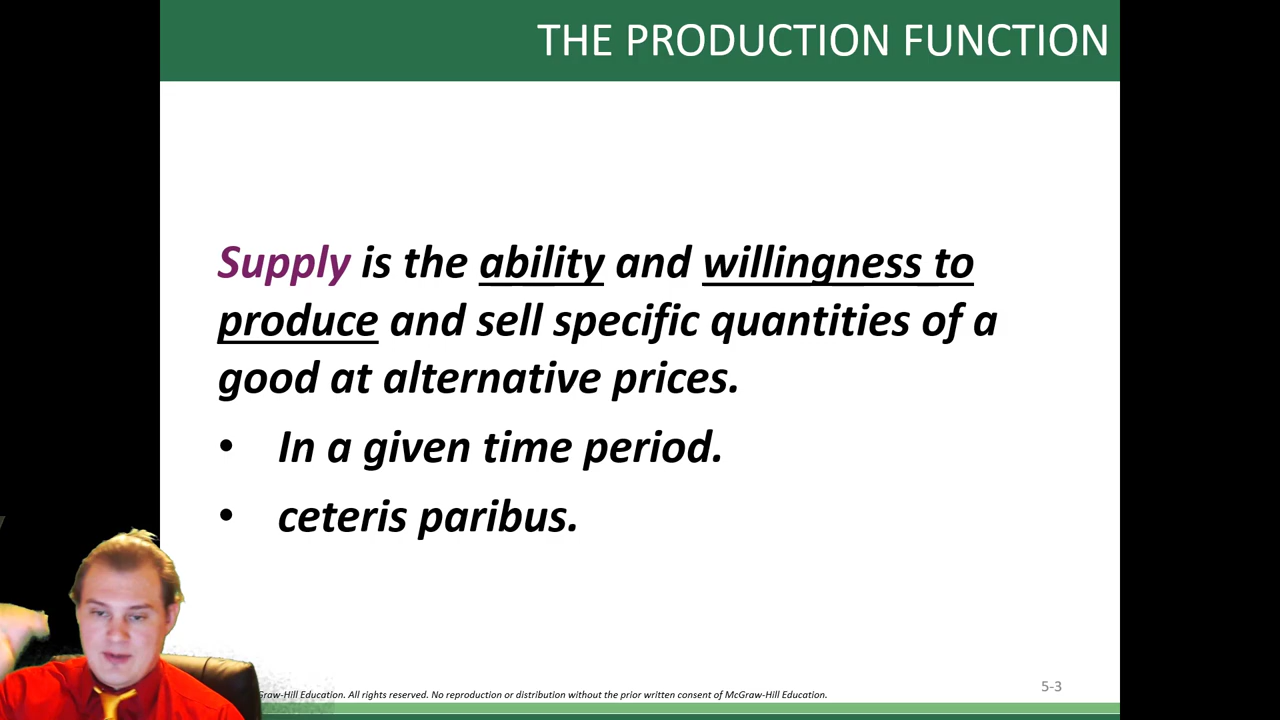 THE PRODUCTION FUNCTION
Supply is the ability and willingness to
produce and sell specific quantities of a
good at alternative prices.
• In a given time period.
• ceteris paribus.
Graw-Hill Education. All rights reserved. No reproduction or distribution without the prior written consent of McGraw-Hill Education.
5-3